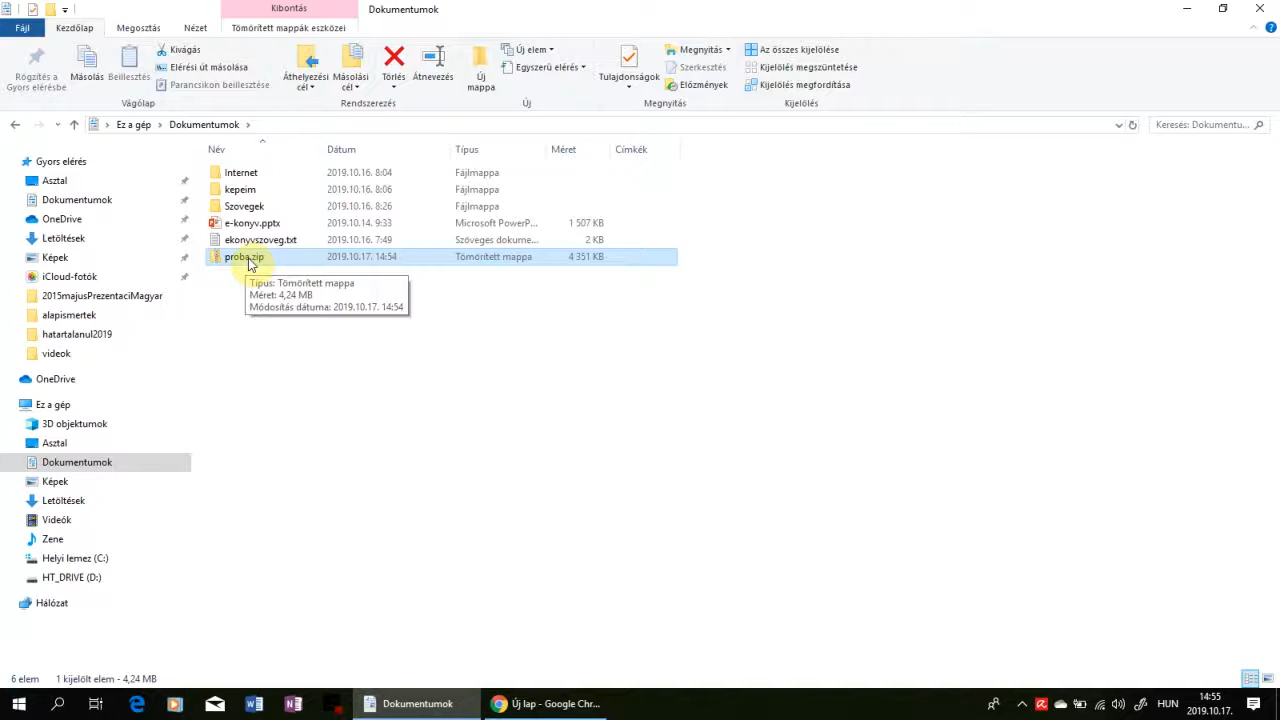 Kibontás
Dokumentumok
Fájl
Kezdőlap
Megosztás
Nézet
Tömörített mappák eszközei
Rögzítés a
Gyors elérésbe
Másolás
Beillesztés
Kivágás
Elérési út másolása
Parancsikon beillesztése
Áthelyezési
cél
Másolási
cél
Törlés
Átnevezés
Új
mappa
Új elem
Egyszerű elérés
Tulajdonságok
Megnyitás
Szerkesztés
Előzmények
Az összes kijelölése
Kijelölés megszüntetése
Kijelölés megfordítása
Vágólap
Rendszerezés
Új
Megnyitás
Kijelölés
Ez a gép
Dokumentumok
Keresés: Dokumentu...
Név
Dátum
Típus
Méret
Címkék
Internet 2019.10.16. 8:04 Fájlmappa
kepeim 2019.10.16. 8:06 Fájlmappa
Szovegek 2019.10.16. 8:26 Fájlmappa
e-konyv.pptx 2019.10.14. 9:33 Microsoft PowerP... 1 507 KB
ekonyvszoveg.txt 2019.10.16. 7:49 Szöveges dokume... 2 KB
proba.zip 2019.10.17. 14:54 Tömörített mappa 4 351 KB
Típus: Tömörített mappa
Méret: 4,24 MB
Módosítás dátuma: 2019.10.17. 14:54
Gyors elérés
Asztal
Dokumentumok
OneDrive
Letöltések
Képek
iCloud-fotók
2015majusPrezentaciMagyar
alapismertek
hatartalanul2019
videok
OneDrive
Ez a gép
3D objektumok
Asztal
Dokumentumok
Képek
Letöltések
Videók
Zene
Helyi lemez (C:)
HT_DRIVE (D:)
Hálózat
6 elem
1 kijelölt elem - 4,24 MB
Dokumentumok
Új lap - Google Chr...
HUN
14:55
2019.10.17.